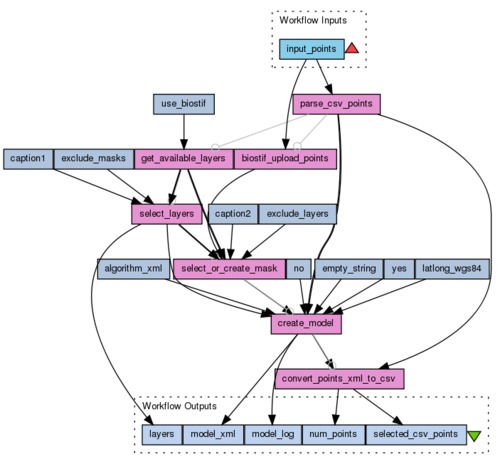 Workflow Inputs
input_points
use_biostif
parse_csv_points
caption1
exclude_masks
get_available_layers
biostif_upload_points
select_layers
caption2
exclude_layers
algorithm_xml
select_or_create_mask
no
empty_string
yes
latlong_wgs84
create_model
convert_points_xml_to_csv
Workflow Outputs
layers
model_xml
model_log
num_points
selected_csv_points